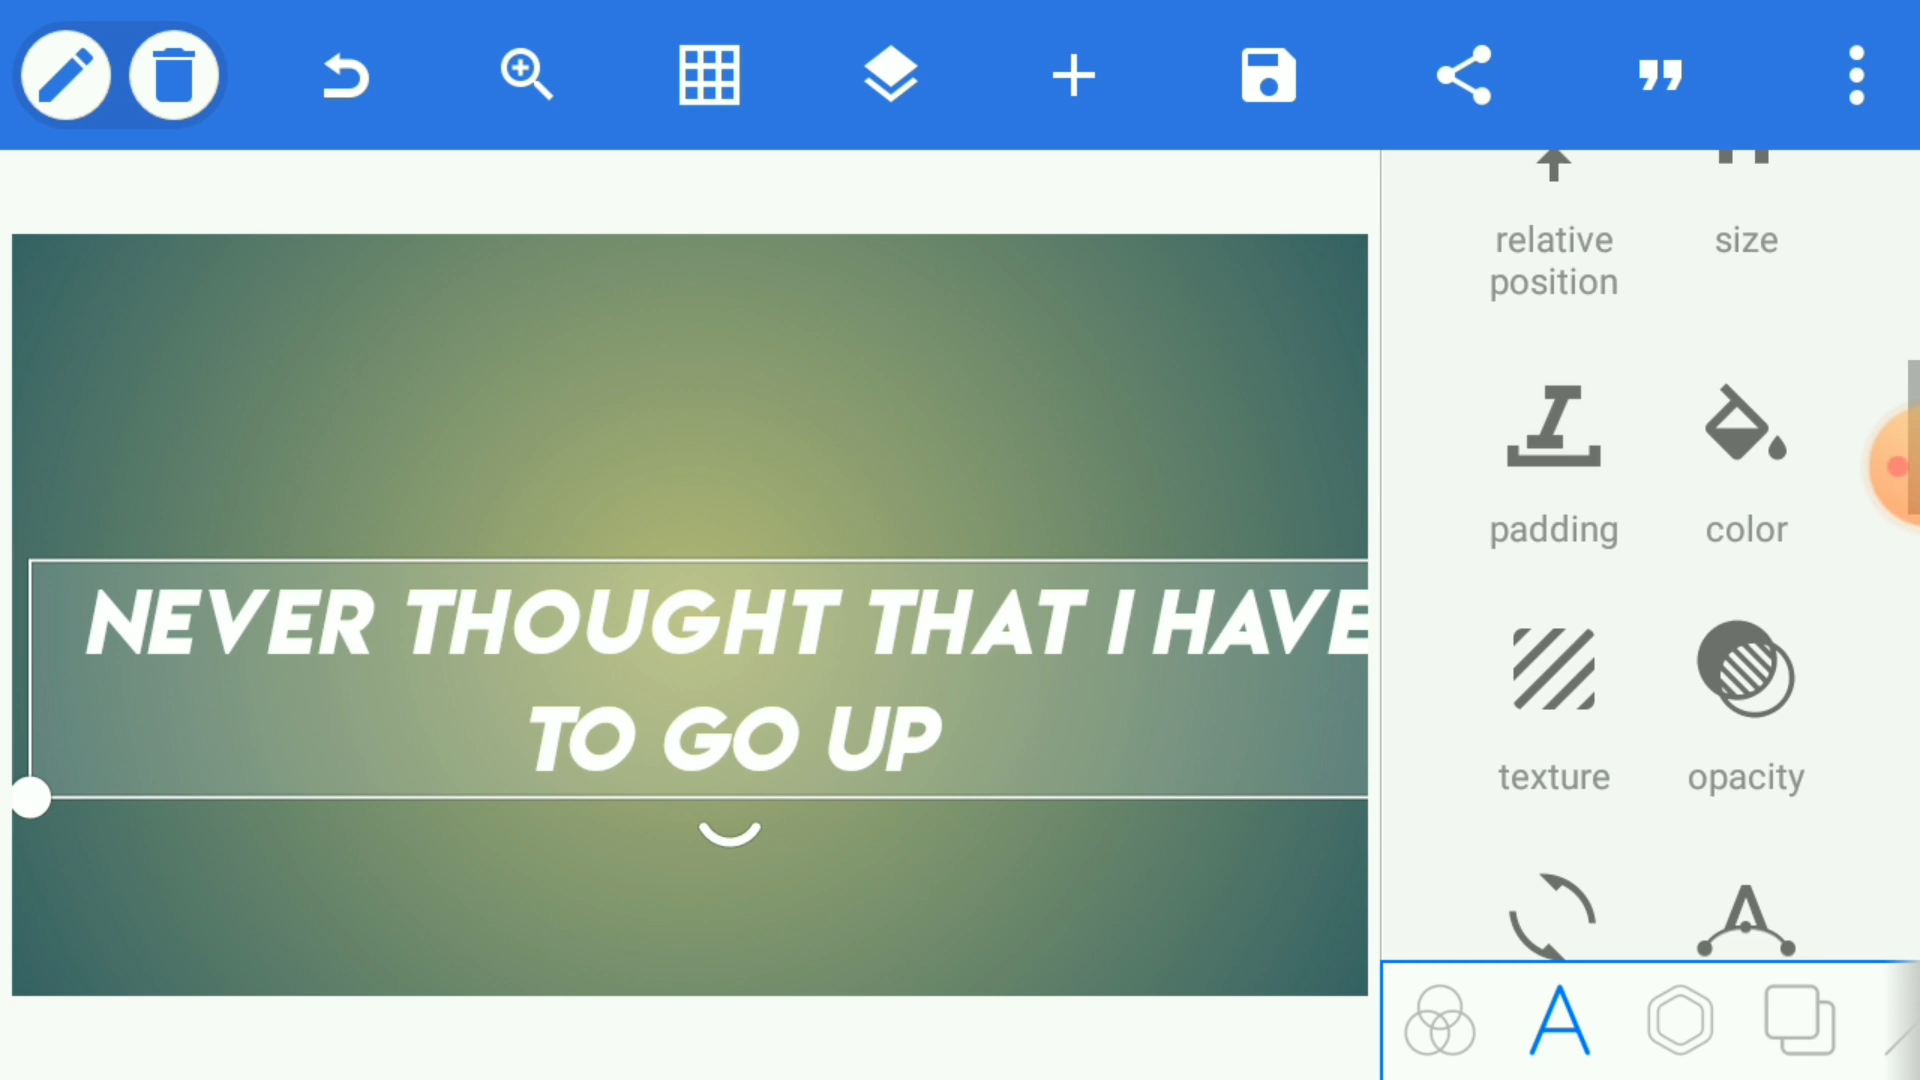 relative
position
size
padding
color
texture
opacity
NEVER THOUGHT THAT I HAVE
TO GO UP